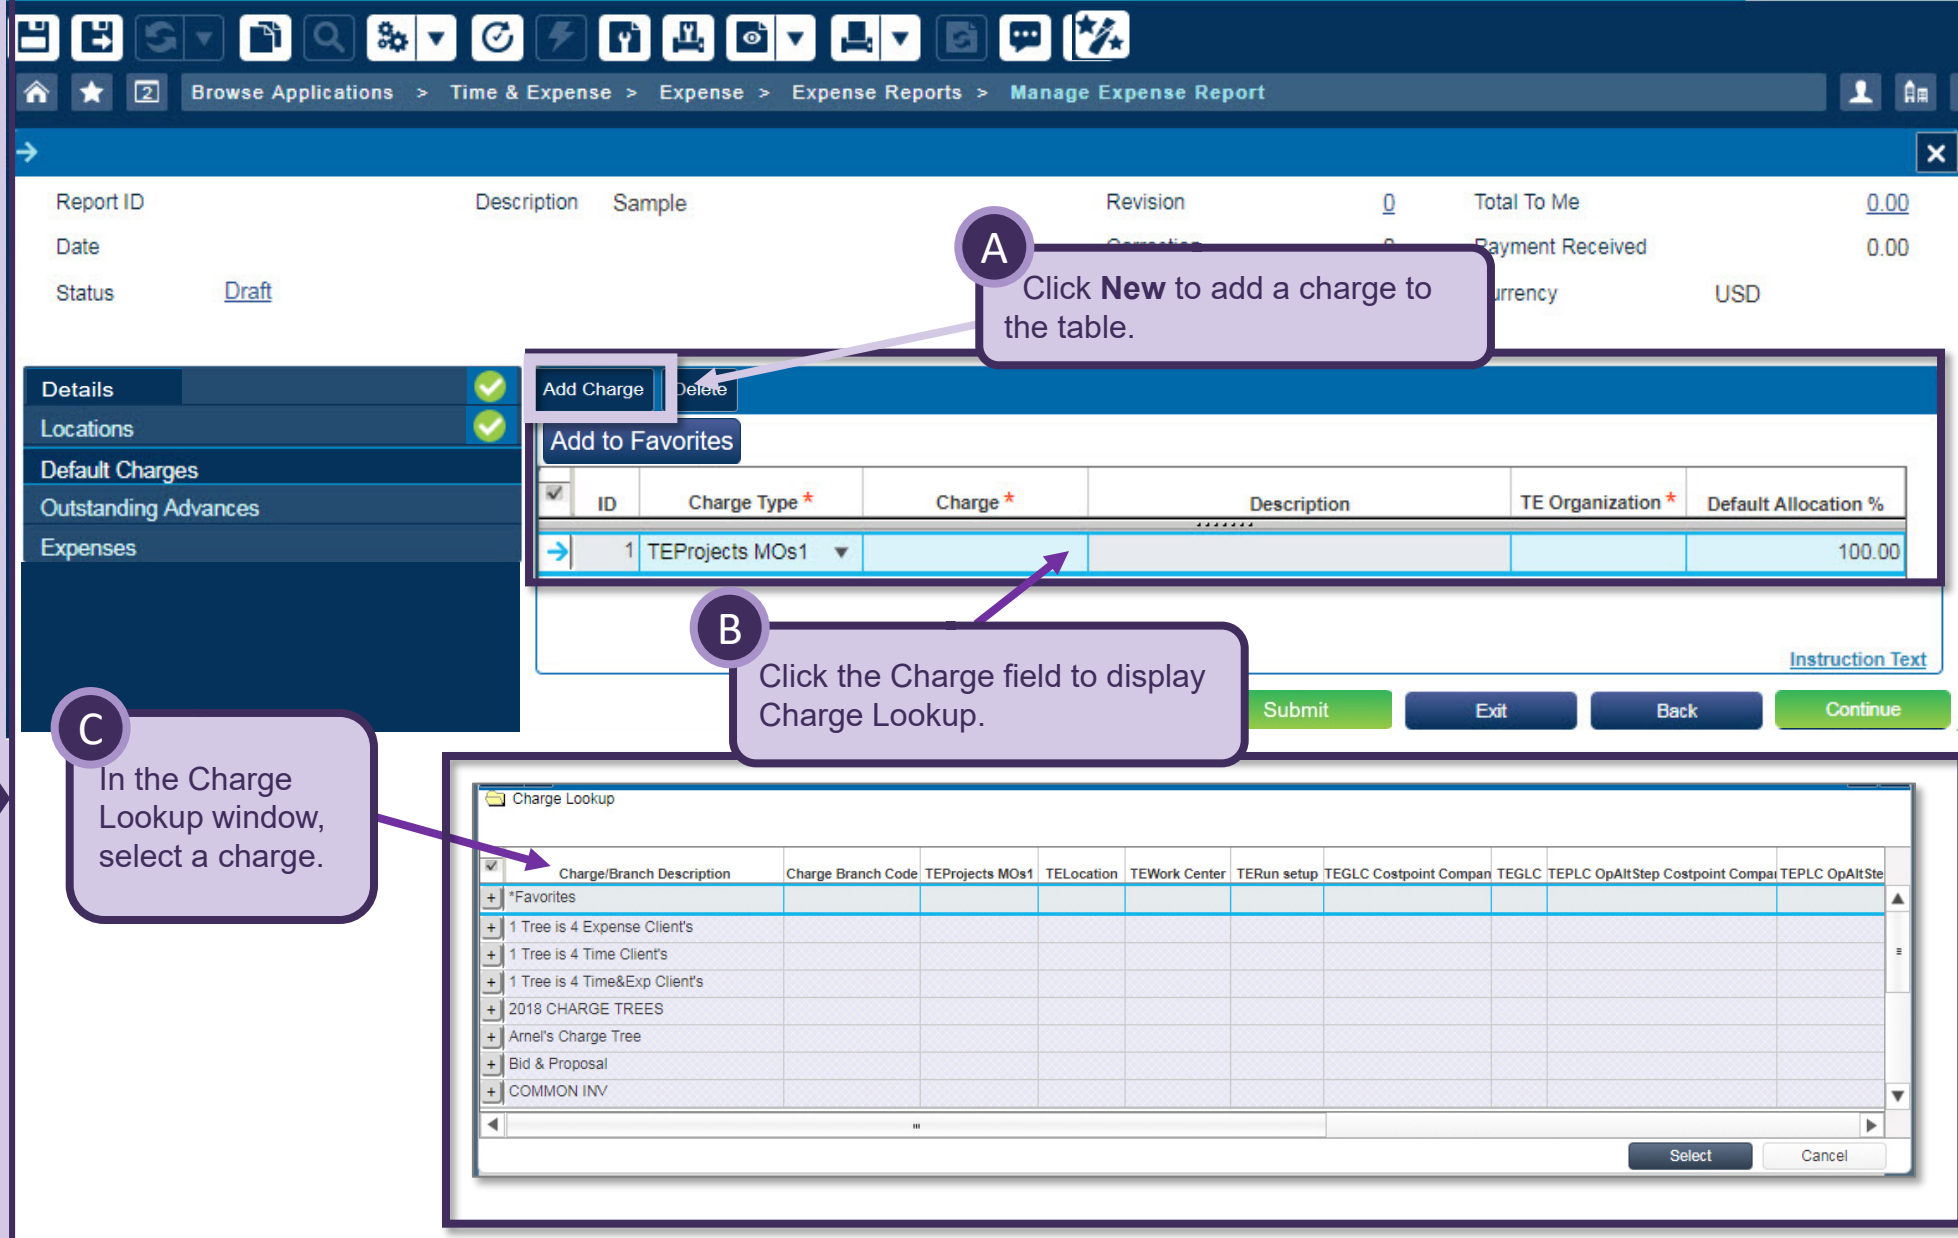 2 Browse Applications > Time & Expense > Expense > Expense Reports > Manage Expense Report
Report ID Description Sample Revision 0 Total To Me 0.00
Date Payment Received 0.00
Status Draft USD
A
Click New to add a charge to
the table.
Details
Locations
Default Charges
Outstanding Advances
Expenses
Add Charge Delete
Add to Favorites
ID Charge Type * Charge * Description TE Organization * Default Allocation %
1 TEProjects MOs1 100.00
B
Click the Charge field to display
Charge Lookup.
Instruction Text
Submit Exit Back Continue
C
In the Charge
Lookup window,
select a charge.
Charge Lookup
Charge/Branch Description Charge Branch Code TEProjects MOs1 TELocation TEWork Center TERun setup TEGLC Costpoint Compan TEGLC TEPLC OpAltStep Costpoint Compai TEPLC OpAltSte
+ *Favorites
+ 1 Tree is 4 Expense Client's
+ 1 Tree is 4 Time Client's
+ 1 Tree is 4 Time&Exp Client's
+ 2018 CHARGE TREES
+ Arnel's Charge Tree
+ Bid & Proposal
+ COMMON INV
Select Cancel